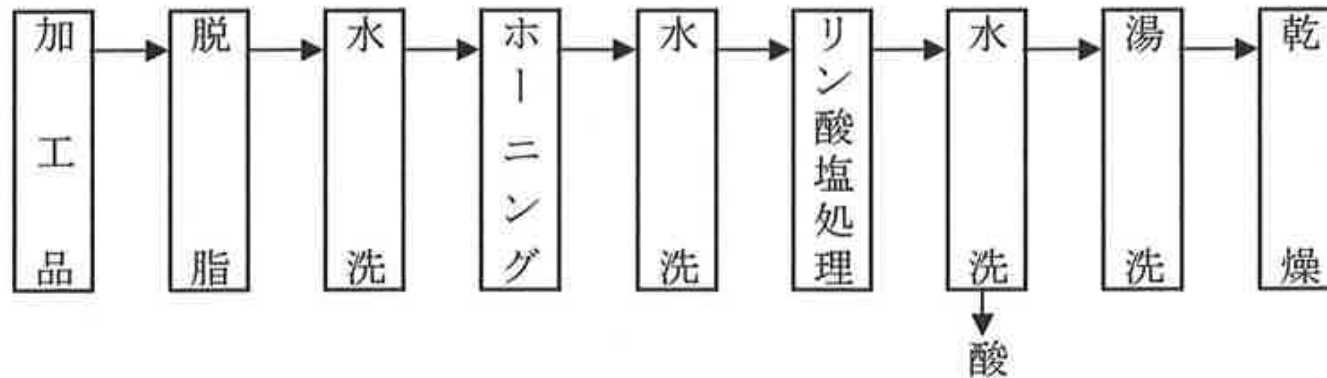 加工品
脱脂
水洗
ホーニング
水洗
リン酸塩処理
水洗
湯洗
乾燥
酸